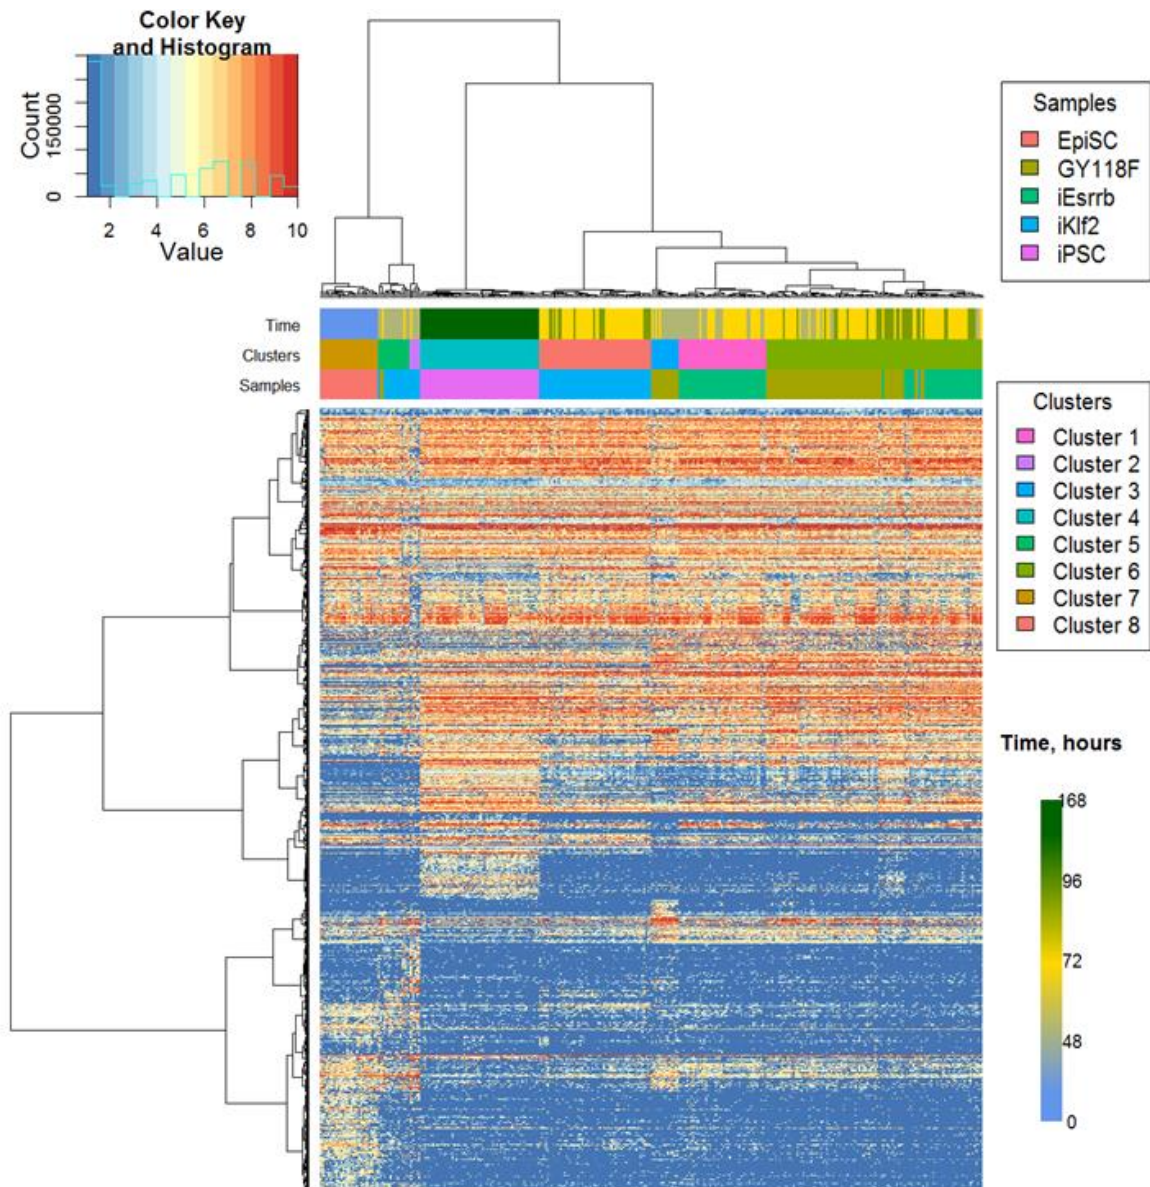 Color Key
and Histogram
Count
150000
0
2 4 6 8 10
Value
Samples
EpiSC
GY118F
iEsrrb
iKlf2
iPSC
Time
Clusters
Samples
Clusters
Cluster 1
Cluster 2
Cluster 3
Cluster 4
Cluster 5
Cluster 6
Cluster 7
Cluster 8
Time, hours
168
96
72
48
0